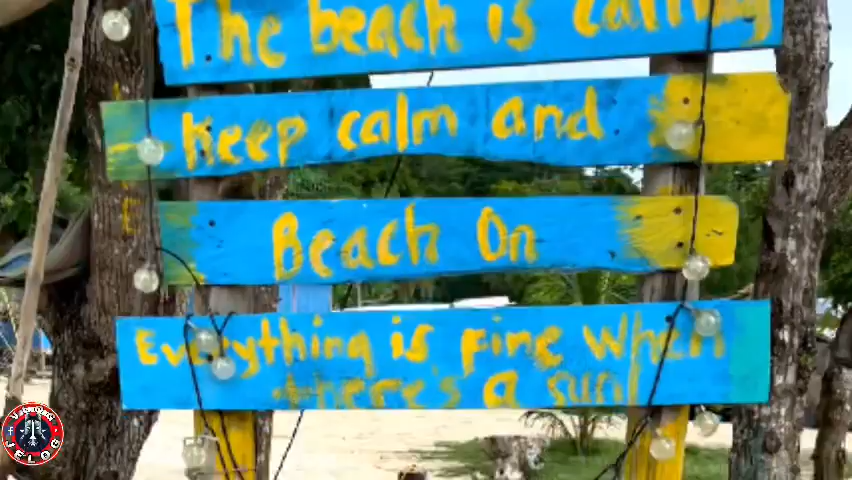 The beach is calling
Keep calm and
Beach On
Everything is fine when
there's a sun